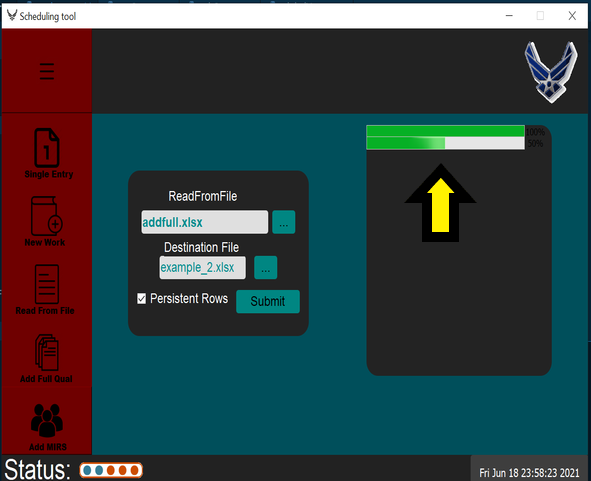 Scheduling tool
1
Single Entry
New Work
Read From File
Add Full Qual
Add MIRS
ReadFromFile
addfull.xlsx
...
Destination File
example_2.xlsx
...
Persistent Rows
Submit
100%
50%
Status:
Fri Jun 18 23:58:23 2021